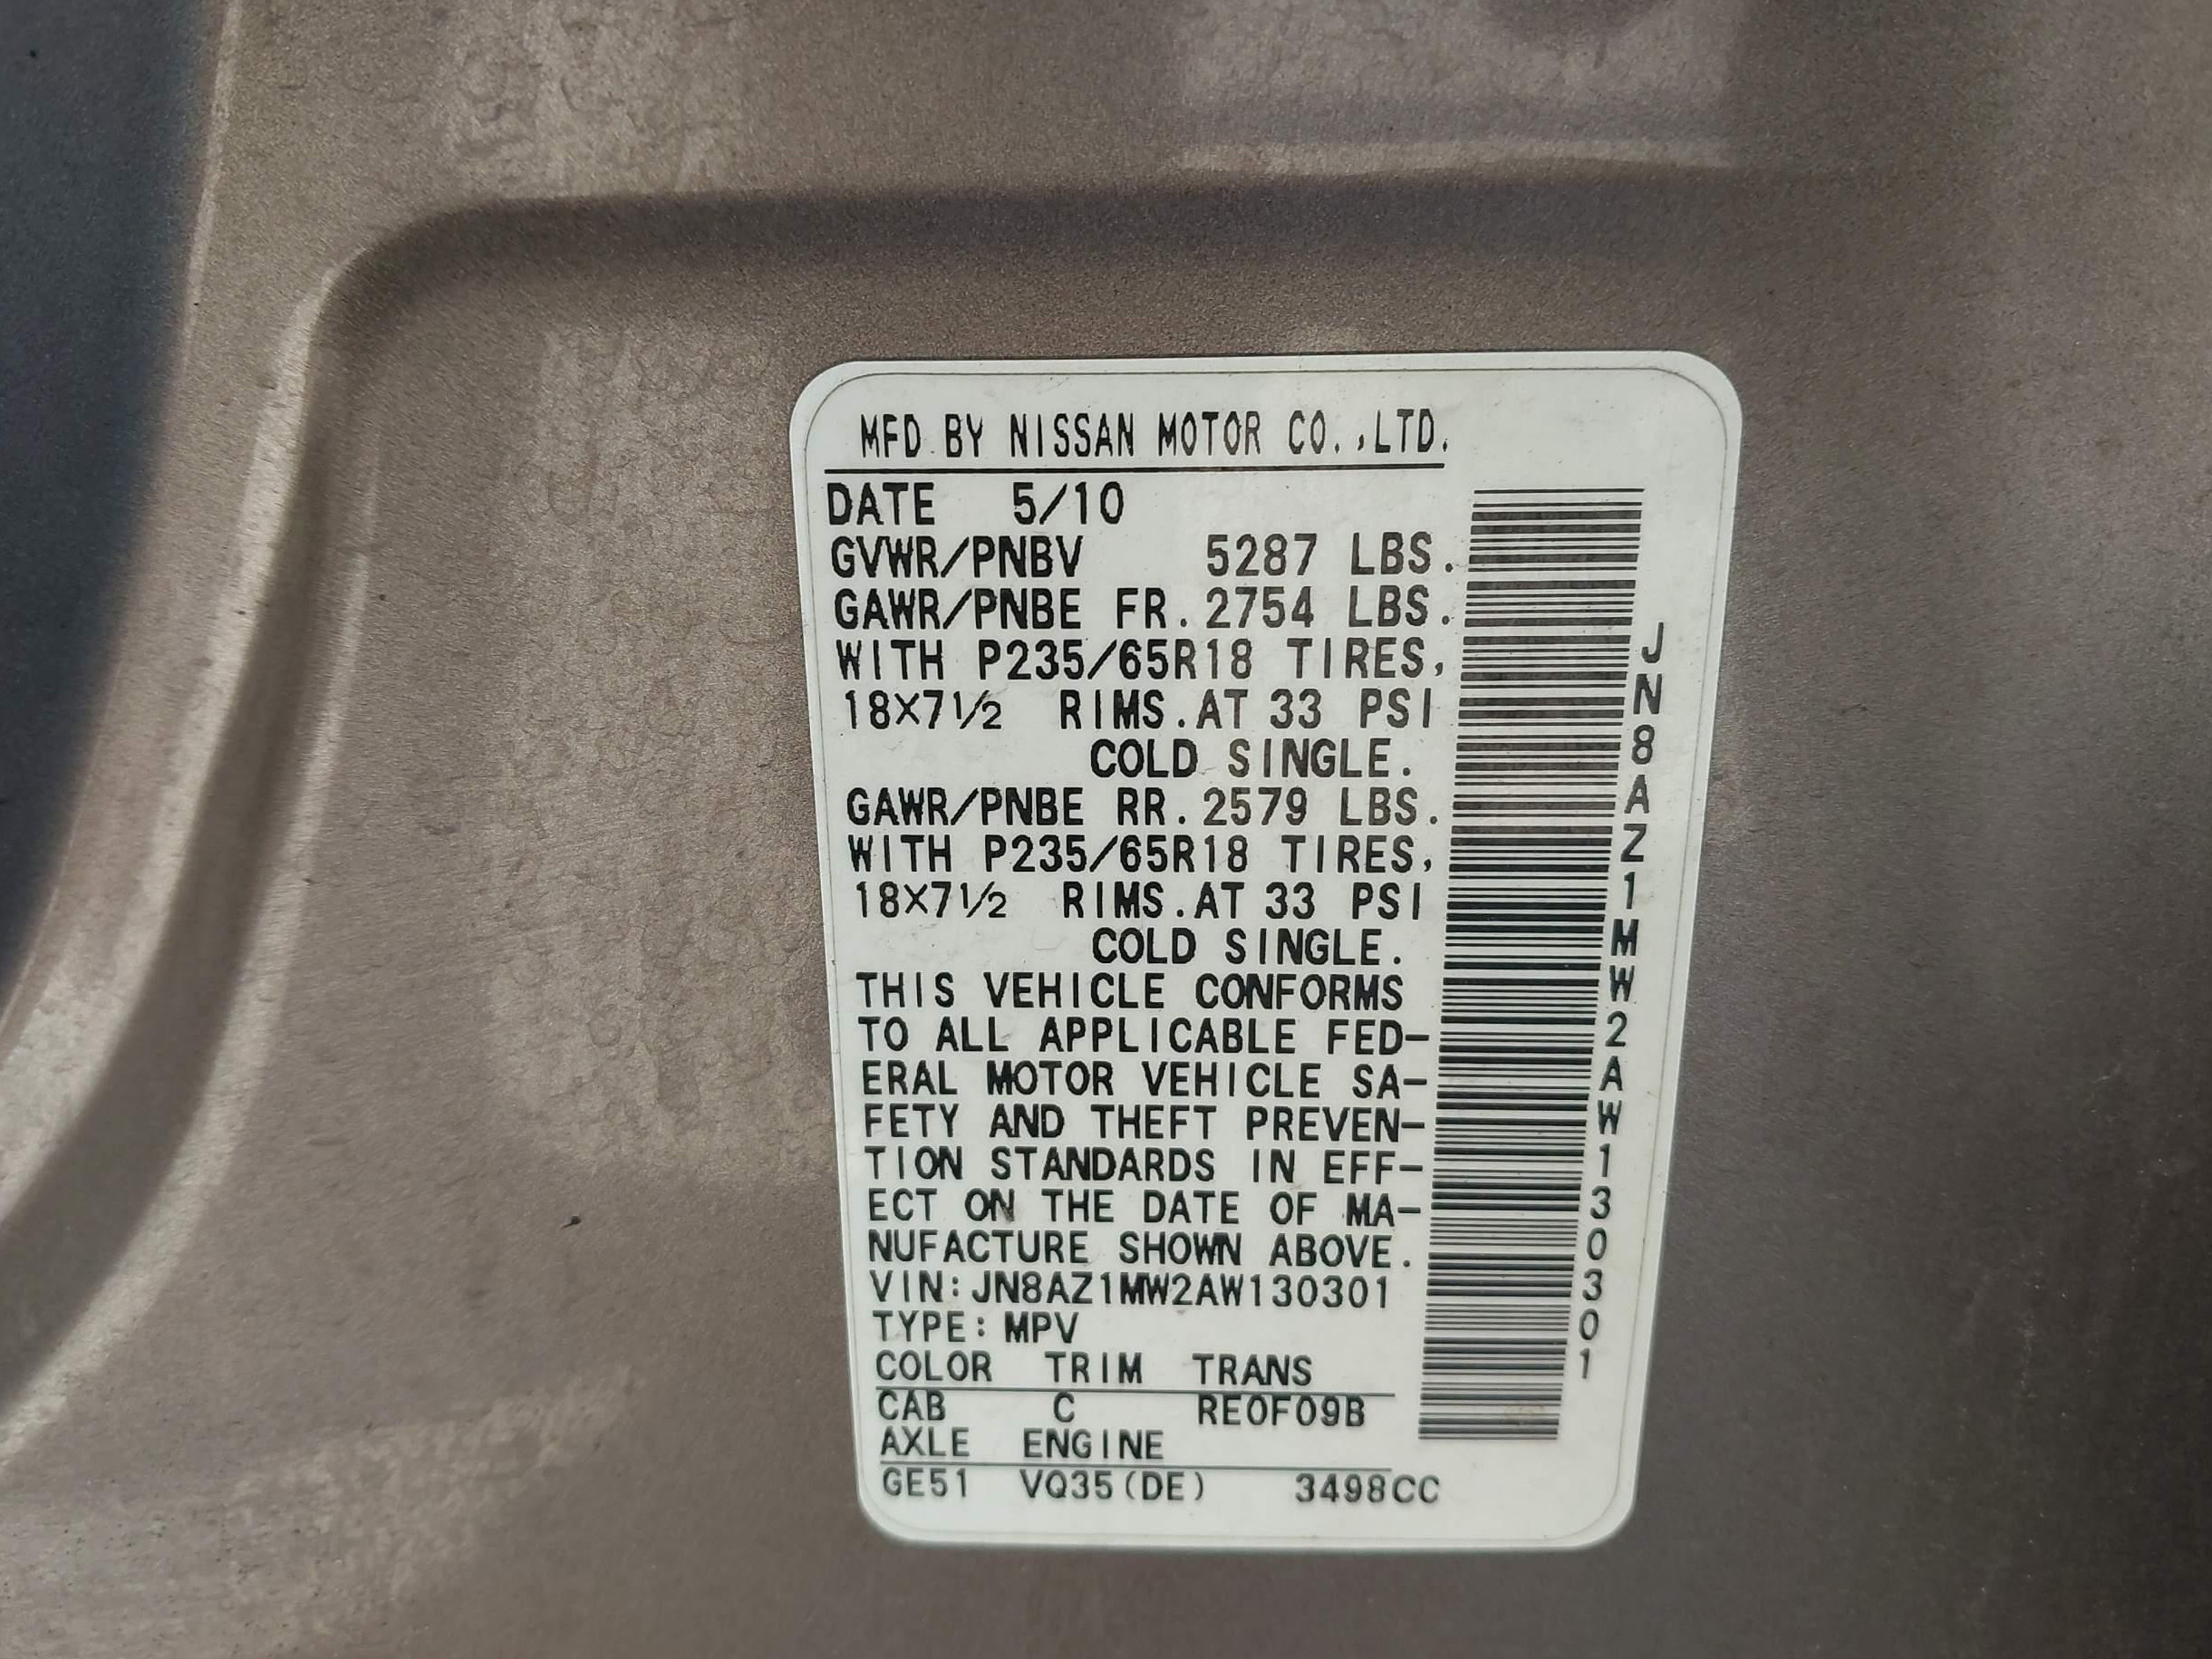 MFD BY NISSAN MOTOR CO.,LTD.
DATE 5/10
GVWR/PNBV 5287 LBS.
GAWR/PNBE FR. 2754 LBS.
WITH P235/65R18 TIRES,
18×7½ RIMS.AT 33 PSI
COLD SINGLE.
GAWR/PNBE RR. 2579 LBS.
WITH P235/65R18 TIRES,
18×7½ RIMS.AT 33 PSI
COLD SINGLE.
THIS VEHICLE CONFORMS
TO ALL APPLICABLE FED-
ERAL MOTOR VEHICLE SA-
FETY AND THEFT PREVEN-
TION STANDARDS IN EFF-
ECT ON THE DATE OF MA-
NUFACTURE SHOWN ABOVE.
VIN:JN8AZ1MW2AW130301
TYPE: MPV
COLOR TRIM TRANS
CAB C RE0F09B
AXLE ENGINE
GE51 VQ35(DE) 3498CC
JN8AZ1MW2AW130301